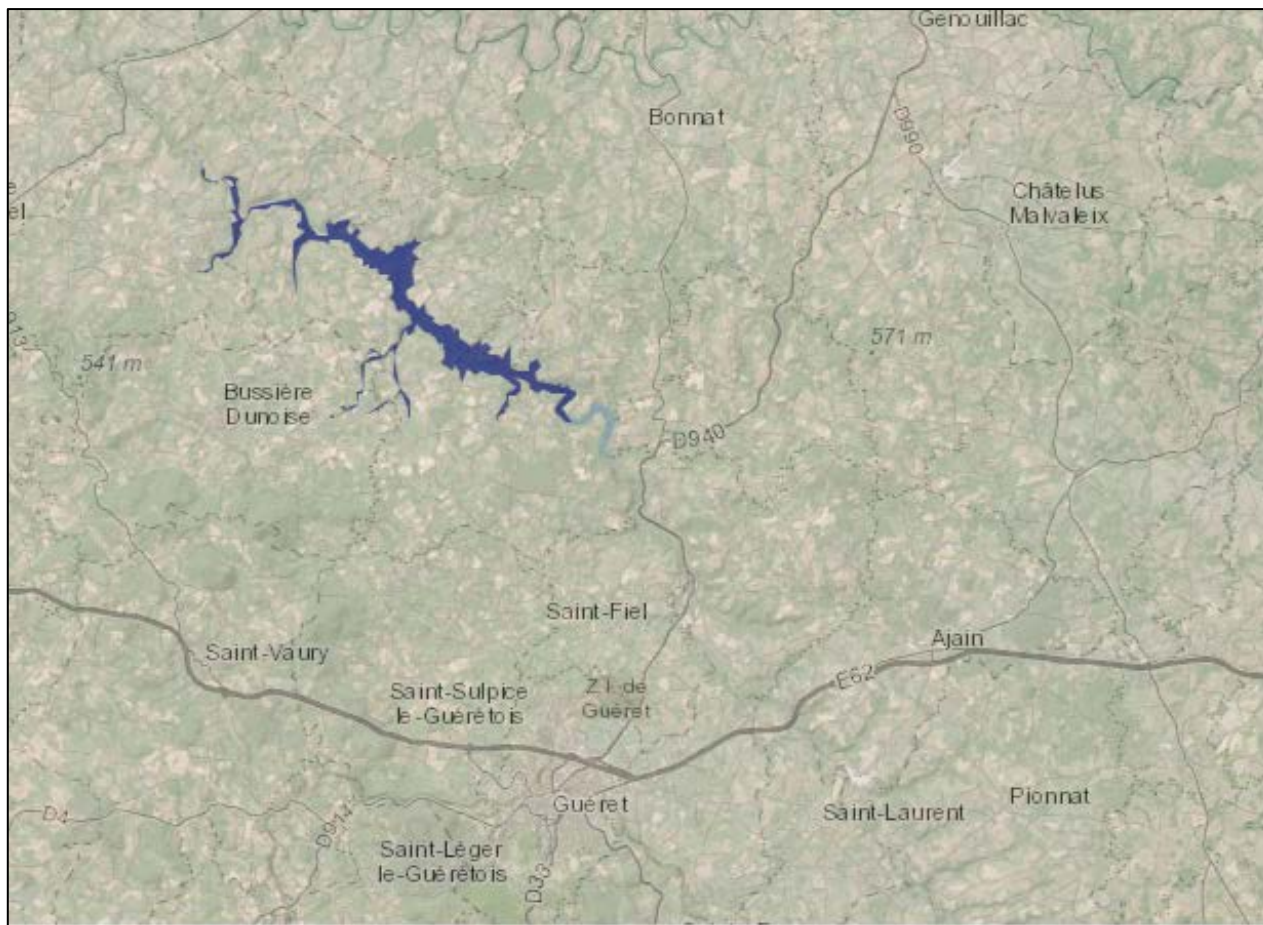 Genouillac
Bonnat
D990
Châtelus
Malvaleix
el
571 m
541 m
Bussière
Dunoise
D940
Saint-Fiel
Ajain
Saint-Vaury
E62
Saint-Sulpice
le-Guérétois
Z.I. de
Guéret
Guéret
Pionnat
Saint-Laurent
D4
D914
Saint-Léger
le-Guérétois
D33